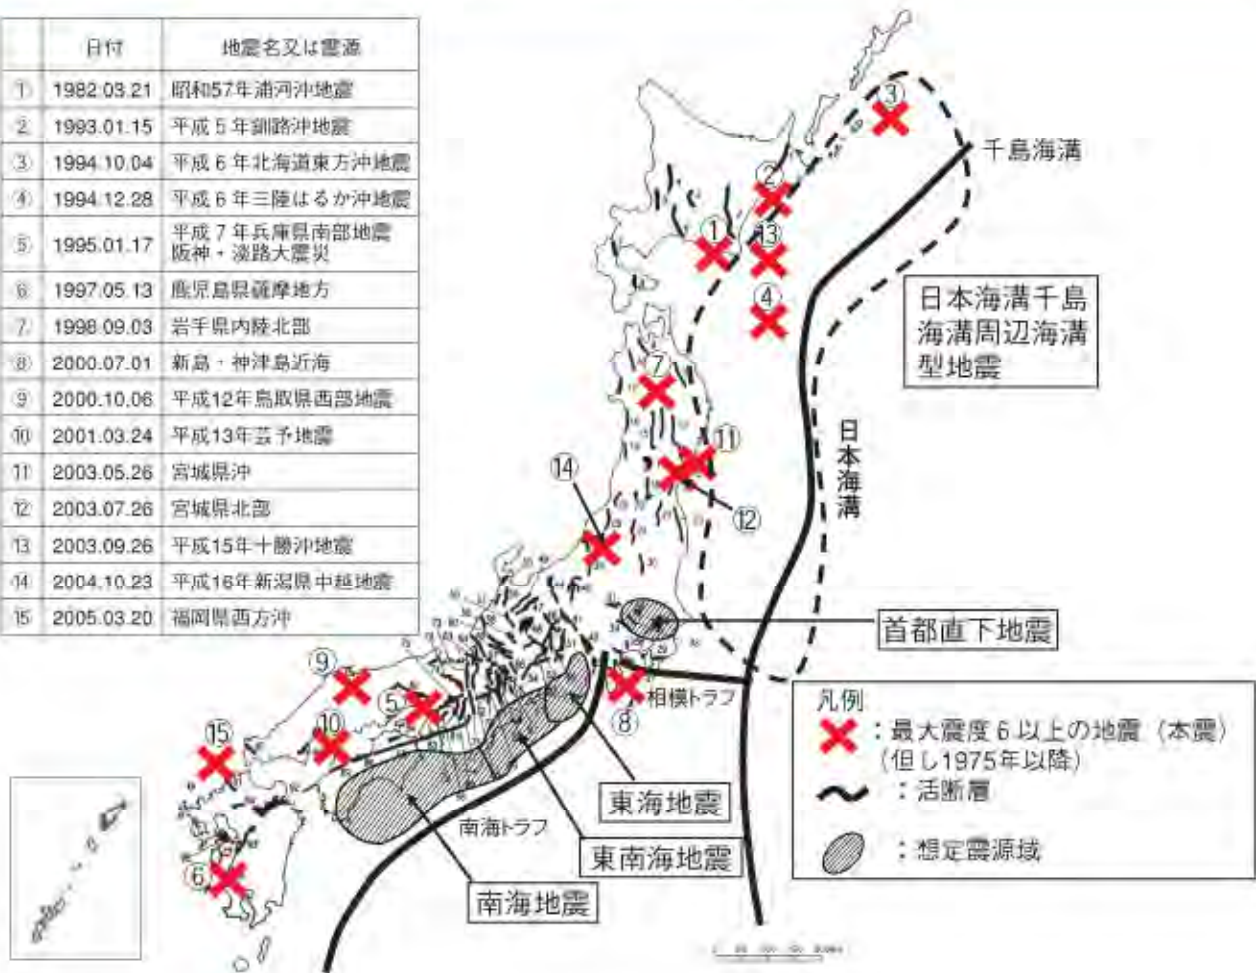 日付 地震名又は震源
① 1982.03.21 昭和57年浦河沖地震
② 1993.01.15 平成5年釧路沖地震
③ 1994.10.04 平成6年北海道東方沖地震
④ 1994.12.28 平成6年三陸はるか沖地震
⑤ 1995.01.17 平成7年兵庫県南部地震
阪神・淡路大震災
⑥ 1997.05.13 鹿児島県薩摩地方
⑦ 1998.09.03 岩手県内陸北部
⑧ 2000.07.01 新島・神津島近海
⑨ 2000.10.06 平成12年鳥取県西部地震
⑩ 2001.03.24 平成13年芸予地震
⑪ 2003.05.26 宮城県沖
⑫ 2003.07.26 宮城県北部
⑬ 2003.09.26 平成15年十勝沖地震
⑭ 2004.10.23 平成16年新潟県中越地震
⑮ 2005.03.20 福岡県西方沖
③
千島海溝
②
①
⑬
④
日本海溝千島
海溝周辺海溝
型地震
⑦
日本海溝
⑪
⑭
⑫
首都直下地震
⑨
⑤
相模トラフ
⑧
⑩
⑮
東海地震
南海トラフ
東南海地震
⑥
南海地震
凡例
:最大震度6以上の地震(本震)
(但し1975年以降)
:活断層
:想定震源域